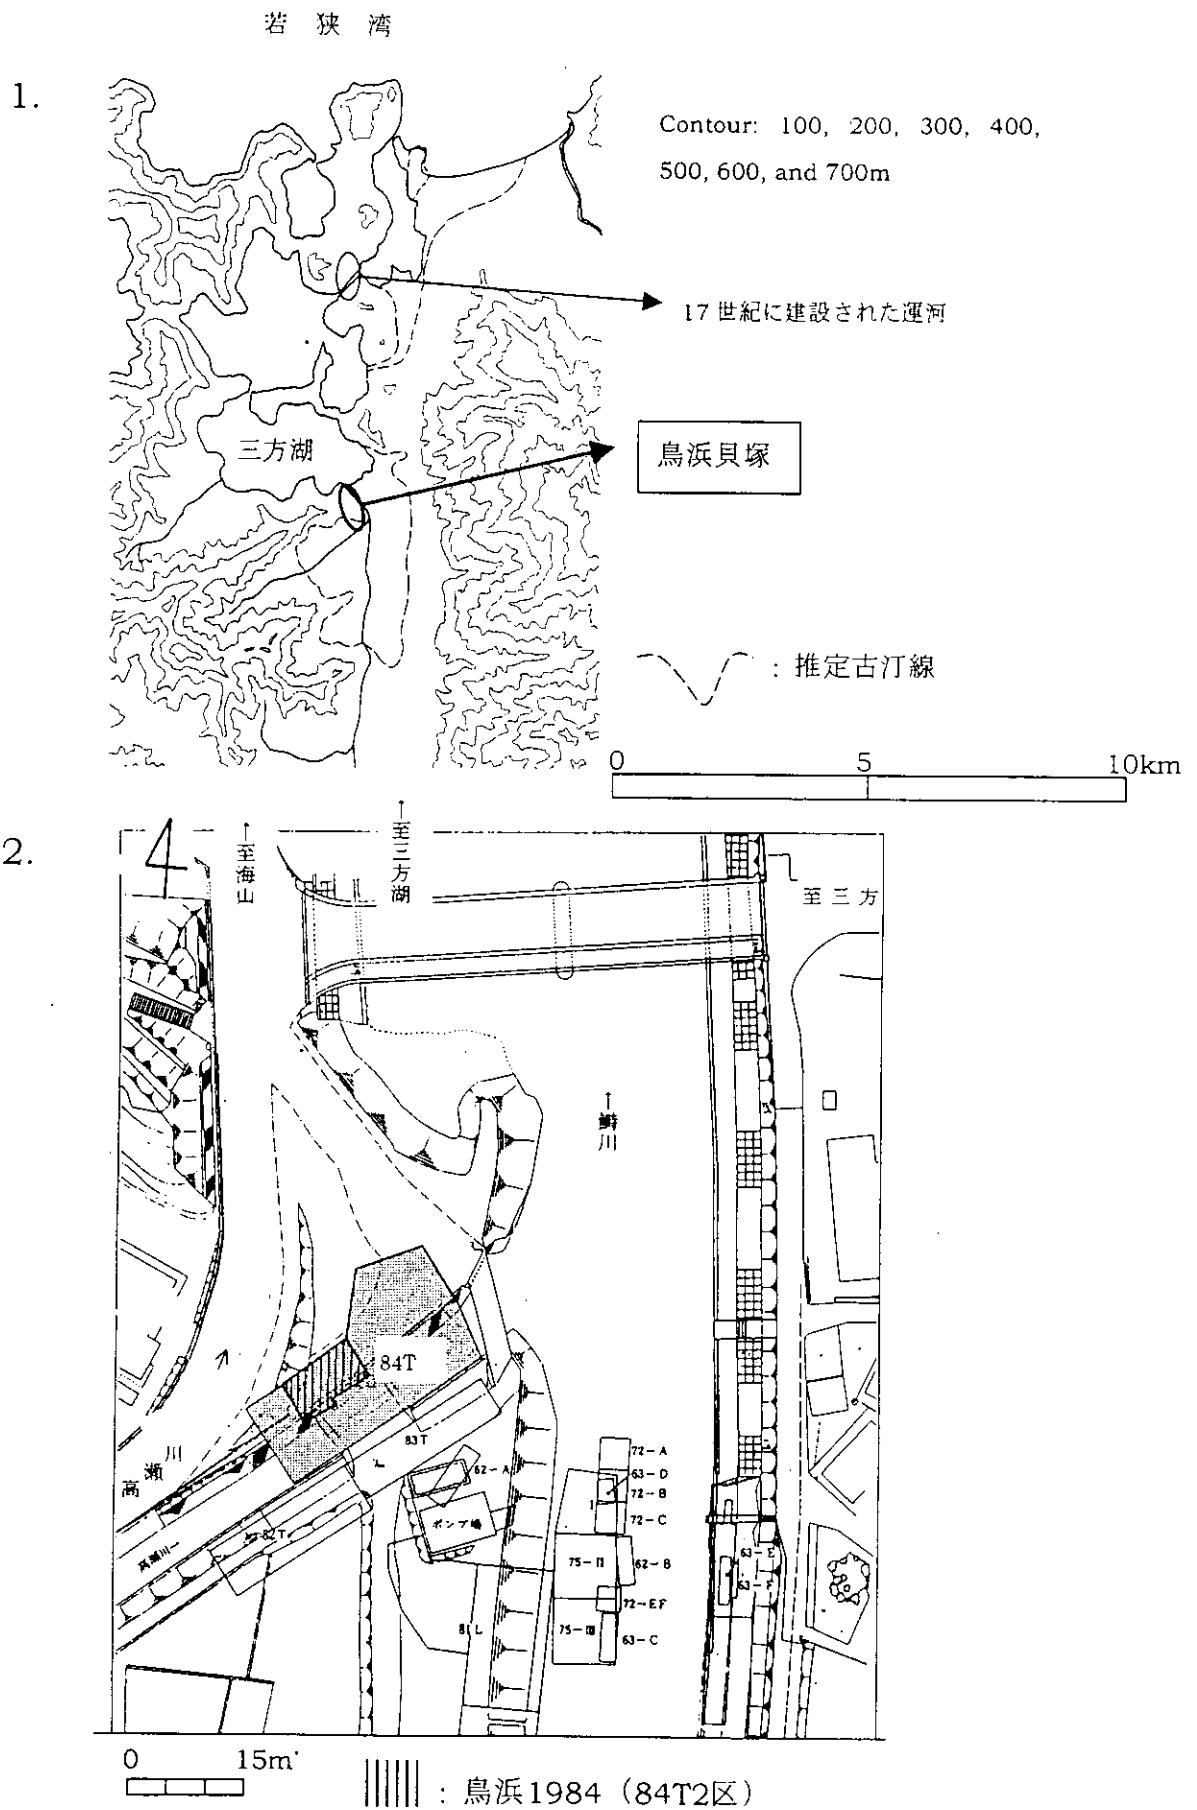 若狭湾
1.
Contour: 100, 200, 300, 400,
500, 600, and 700m
17世紀に建設された運河
三方湖
鳥浜貝塚
: 推定古汀線
0 5 10km
2.
←至海山
←至三方湖
至三方
←鰣川
84T
83T
高瀬川
82T
62-A
ポンプ場
72-A
63-D
72-B
72-C
75-II
62-B
72-EF
75-III
63-C
81L
63-E
63-F
0 15m
: 鳥浜1984（84T2区）